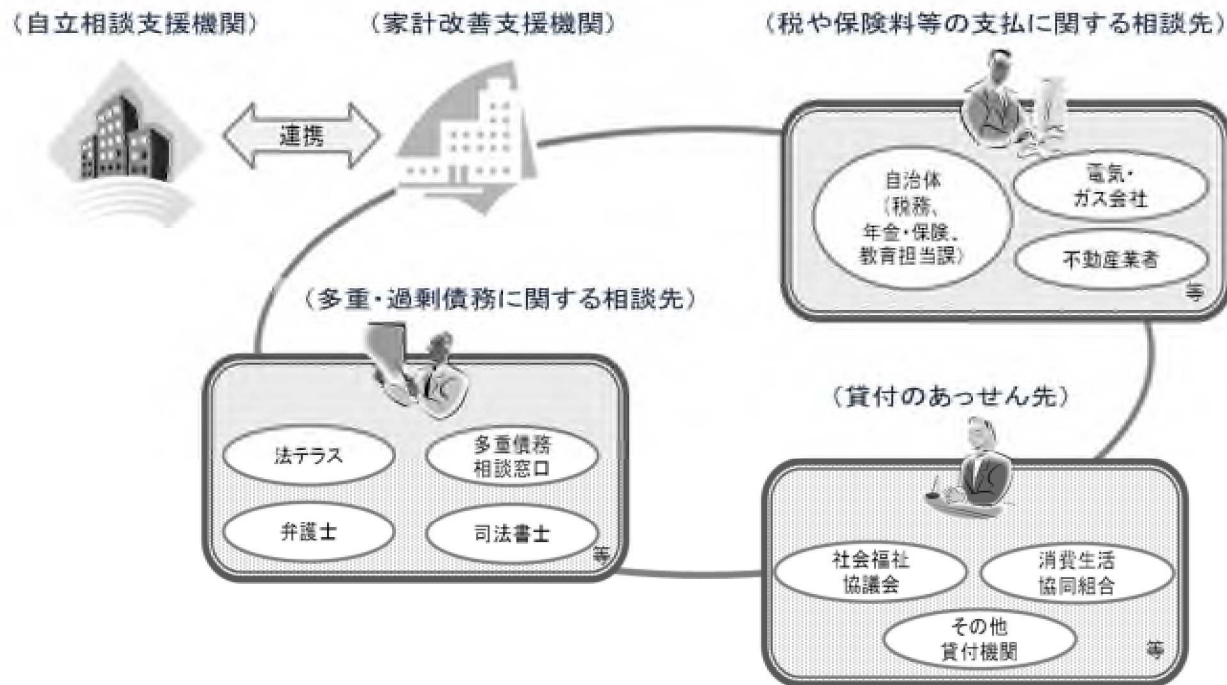 （自立相談支援機関）
（家計改善支援機関）
（税や保険料等の支払に関する相談先）
連携
自治体
（税務、
年金・保険、
教育担当課）
電気・
ガス会社
不動産業者
等
（多重・過剰債務に関する相談先）
法テラス
多重債務
相談窓口
弁護士
司法書士
等
（貸付のあっせん先）
社会福祉
協議会
消費生活
協同組合
その他
貸付機関
等